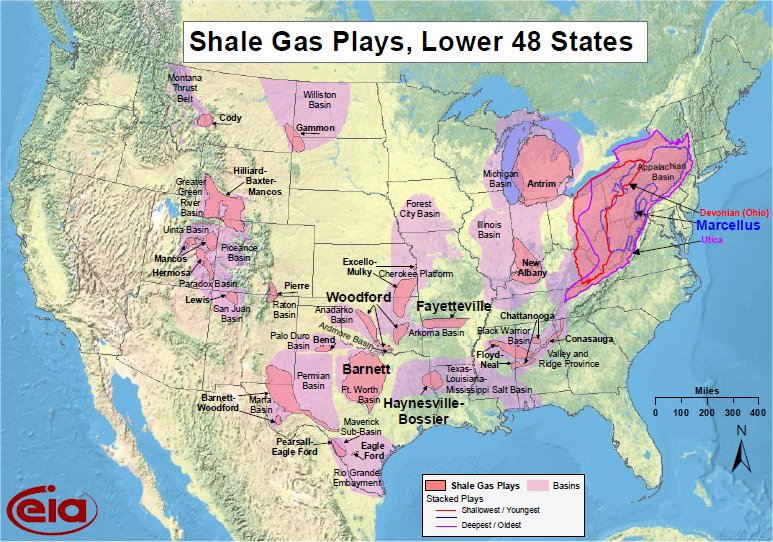 Shale Gas Plays, Lower 48 States
Montana
Thrust
Belt
Cody
Williston
Basin
Gammon
Hilliard-
Baxter-
Mancos
Greater
Green
River
Basin
Uinta Basin
Piceance
Basin
Mancos
Hermosa
Paradox Basin
Lewis
San Juan
Basin
Pierre
Raton
Basin
Michigan
Basin
Antrim
Appalachian
Basin
Devonian (Ohio)
Marcellus
Utica
Forest
City Basin
Illinois
Basin
New
Albany
Excello-
Mulky
Cherokee Platform
Woodford
Anadarko
Basin
Ardmore Basin
Arkoma Basin
Fayetteville
Chattanooga
Black Warrior
Basin
Conasauga
Floyd-
Neal
Valley and
Ridge Province
Palo Duro
Basin
Bend
Permian
Basin
Barnett
Ft. Worth
Basin
Texas-
Louisiana-
Mississippi Salt Basin
Haynesville-
Bossier
Barnett-
Woodford
Marfa
Basin
Maverick
Sub-Basin
Pearsall-
Eagle Ford
Eagle
Ford
Rio Grande
Embayment
Miles
0 100 200 300 400
N
Shale Gas Plays
Basins
Stacked Plays
Shallowest / Youngest
Deepest / Oldest
eia